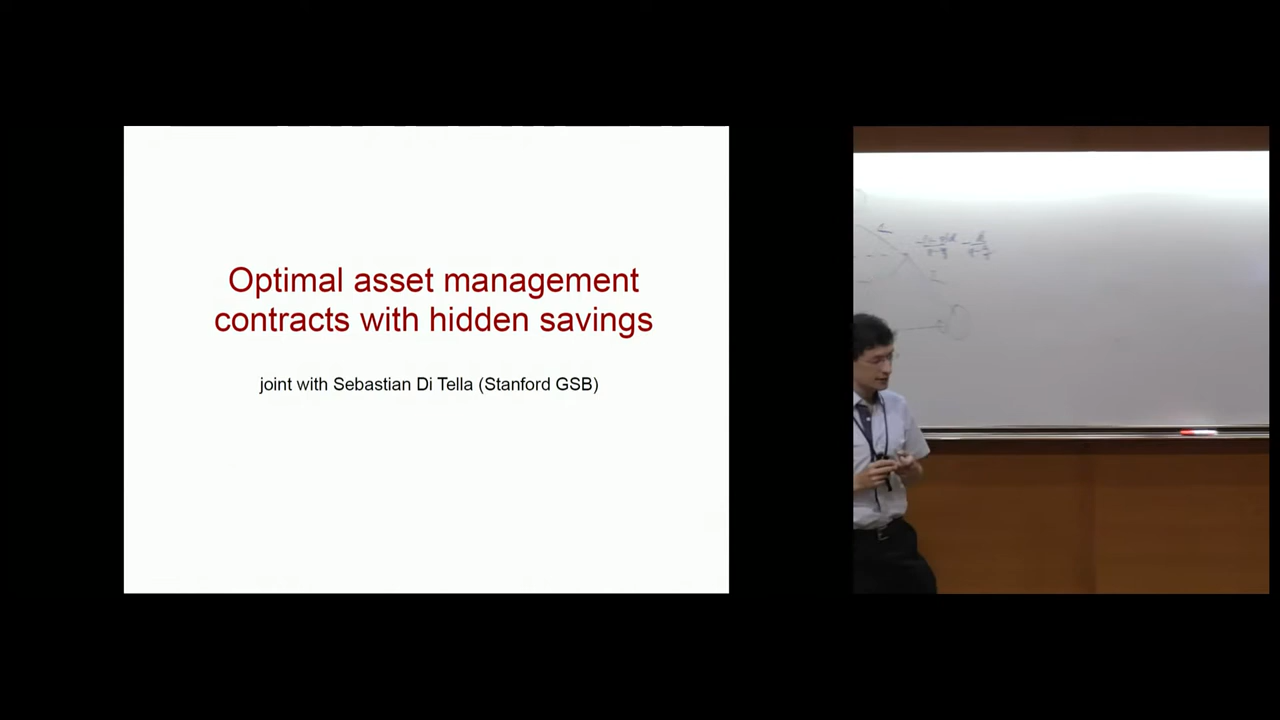 Optimal asset management
contracts with hidden savings
joint with Sebastian Di Tella (Stanford GSB)